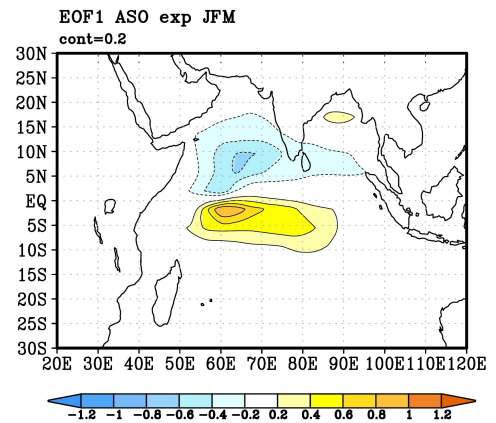 EOF1 ASO exp JFM
cont=0.2
30N
25N
20N
15N
10N
5N
EQ
5S
10S
15S
20S
25S
30S
20E 30E 40E 50E 60E 70E 80E 90E 100E 110E 120E
-1.2 -1 -0.8 -0.6 -0.4 -0.2 0.2 0.4 0.6 0.8 1 1.2